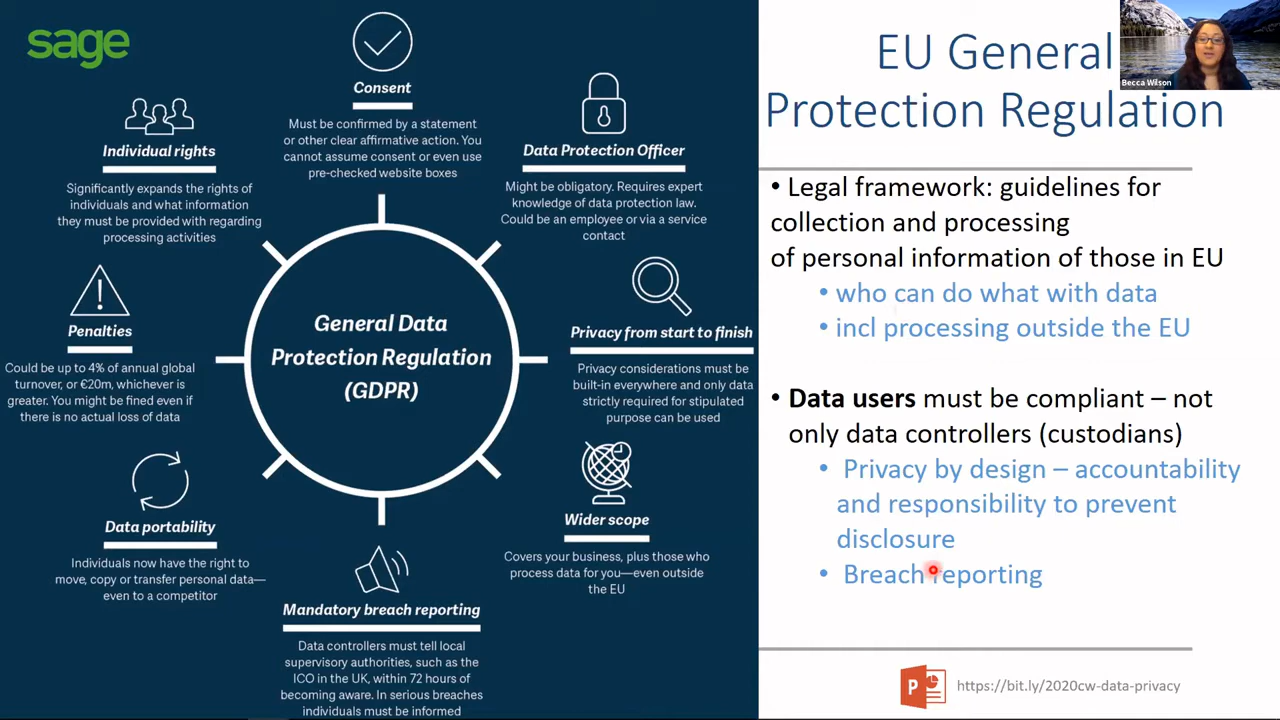 sage
Consent
Must be confirmed by a statement
or other clear affirmative action. You
cannot assume consent or even use
pre-checked website boxes
Individual rights
Significantly expands the rights of
individuals and what information
they must be provided with regarding
processing activities
Data Protection Officer
Might be obligatory. Requires expert
knowledge of data protection law.
Could be an employee or via a service
contact
Penalties
Could be up to 4% of annual global
turnover, or €20m, whichever is
greater. You might be fined even if
there is no actual loss of data
General Data
Protection Regulation
(GDPR)
Privacy from start to finish
Privacy considerations must be
built-in everywhere and only data
strictly required for stipulated
purpose can be used
Data portability
Individuals now have the right to
move, copy or transfer personal data—
even to a competitor
Wider scope
Covers your business, plus those who
process data for you—even outside
the EU
Mandatory breach reporting
Data controllers must tell local
supervisory authorities, such as the
ICO in the UK, within 72 hours of
becoming aware. In serious breaches
individuals must be informed
EU General
Protection Regulation
Becca Wilson
• Legal framework: guidelines for
collection and processing
of personal information of those in EU
• who can do what with data
• incl processing outside the EU
• Data users must be compliant – not
only data controllers (custodians)
• Privacy by design – accountability
and responsibility to prevent
disclosure
• Breach reporting
P
https://bit.ly/2020cw-data-privacy